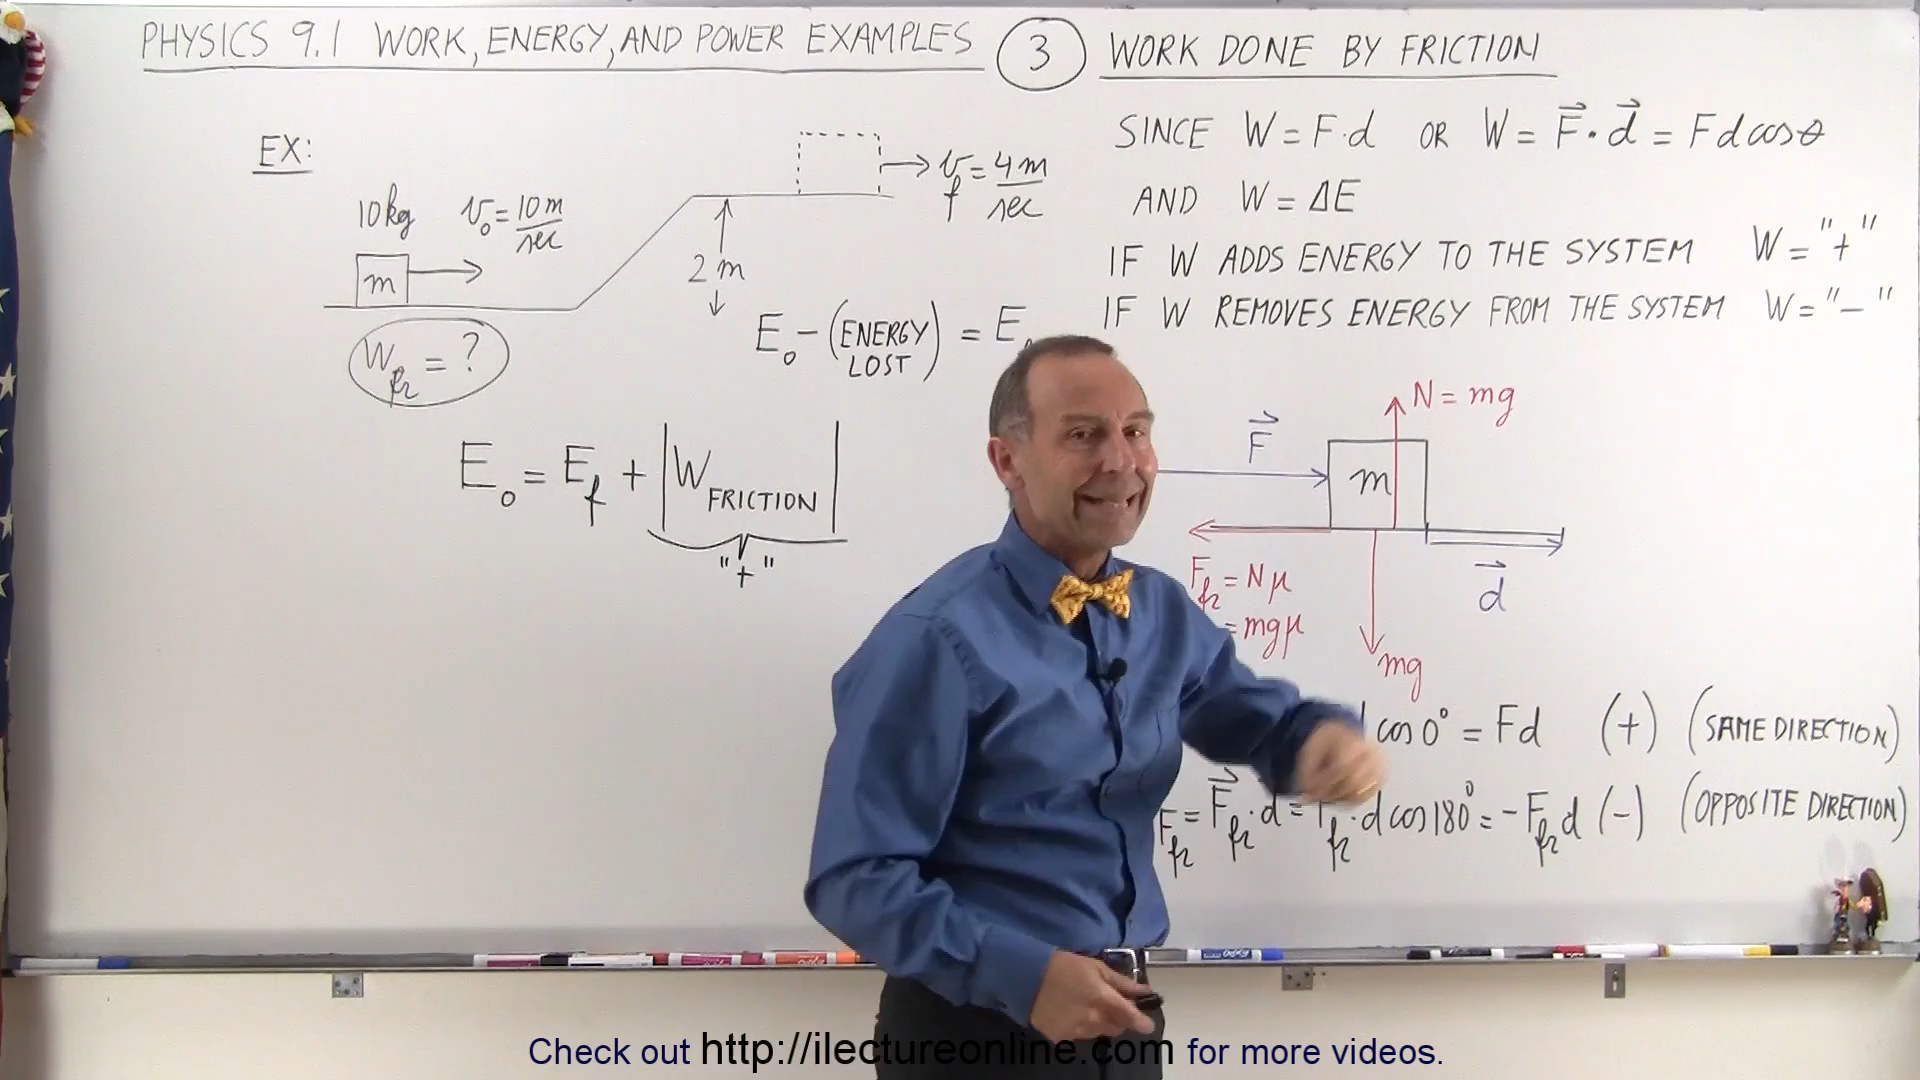 PHYSICS 9.1 WORK, ENERGY, AND POWER EXAMPLES ③ WORK DONE BY FRICTION
EX:
10kg v₀ = 10 m/sec
m
W_fr = ?
v_f = 4 m/sec
2 m
E₀ - (ENERGY LOST) = E
E₀ = E_f + |W_FRICTION|
"+"
SINCE W = F·d OR W = F⃗·d⃗ = Fd cosθ
AND W = ΔE
IF W ADDS ENERGY TO THE SYSTEM W = "+"
IF W REMOVES ENERGY FROM THE SYSTEM W = "-"
N = mg
F⃗
m
F_fr = Nμ
= mgμ
d⃗
mg
d cos 0° = Fd (+) (SAME DIRECTION)
F_fr = F⃗_fr·d = F_fr·d cos 180° = -F_fr d (-) (OPPOSITE DIRECTION)
Check out http://ilectureonline.com for more videos.